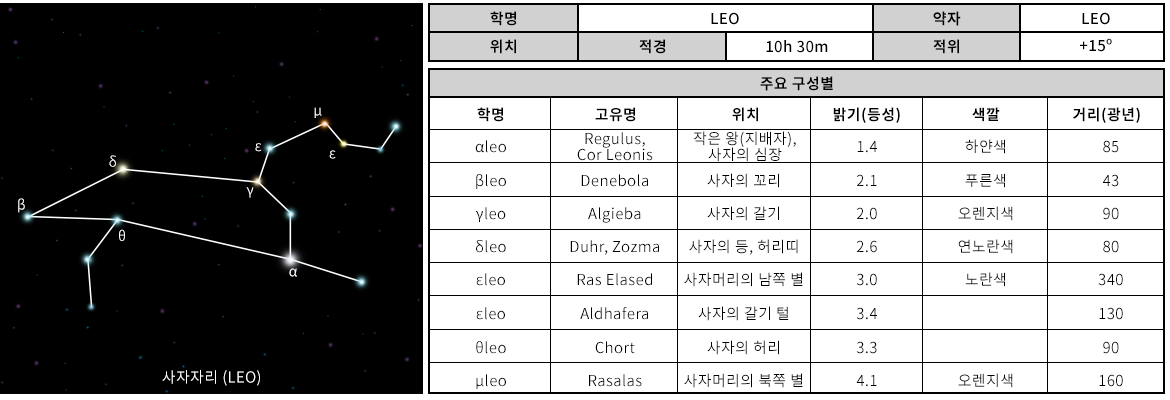 μ
ε
ε
δ
γ
β
θ
α
사자자리 (LEO)
학명 LEO 약자 LEO
위치 적경 10h 30m 적위 +15º
주요 구성별
학명 고유명 위치 밝기(등성) 색깔 거리(광년)
αleo Regulus, Cor Leonis 작은 왕(지배자), 사자의 심장 1.4 하얀색 85
βleo Denebola 사자의 꼬리 2.1 푸른색 43
γleo Algieba 사자의 갈기 2.0 오렌지색 90
δleo Duhr, Zozma 사자의 등, 허리띠 2.6 연노란색 80
εleo Ras Elased 사자머리의 남쪽 별 3.0 노란색 340
εleo Aldhafera 사자의 갈기 털 3.4 130
θleo Chort 사자의 허리 3.3 90
μleo Rasalas 사자머리의 북쪽 별 4.1 오렌지색 160